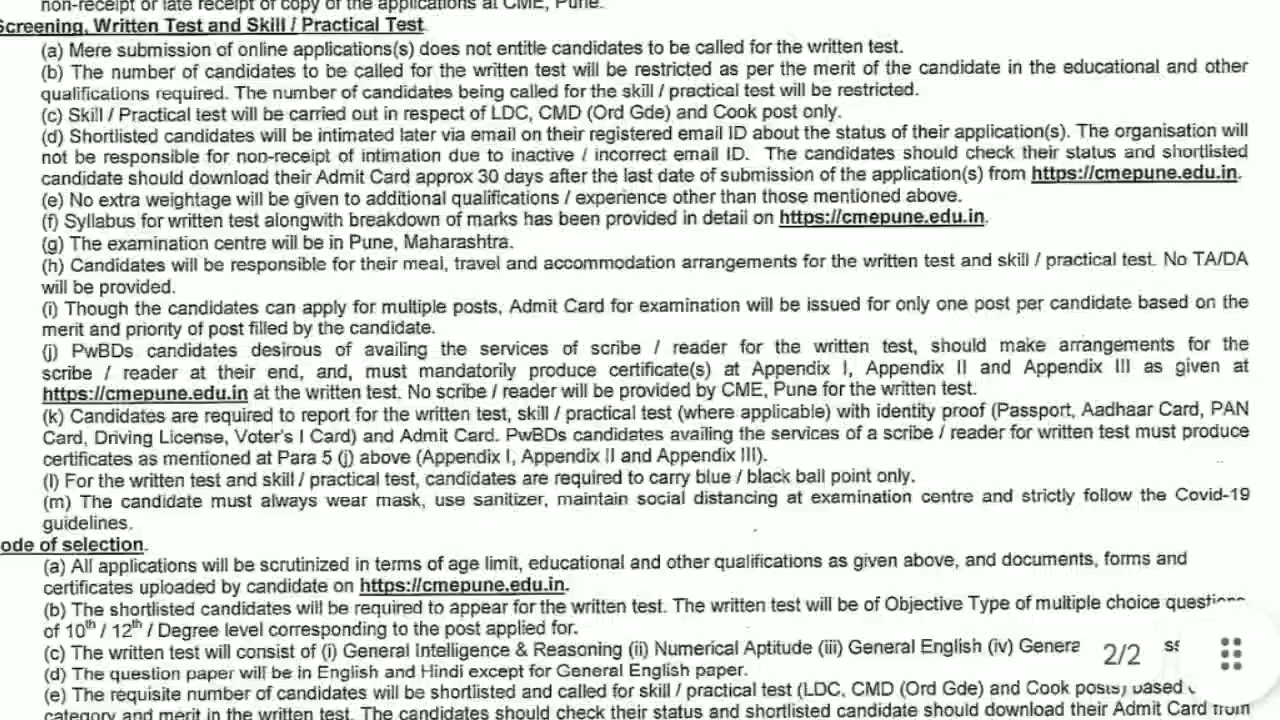 non-receipt or late receipt of copy of the applications at CME, Pune.
Screening, Written Test and Skill / Practical Test
(a) Mere submission of online applications(s) does not entitle candidates to be called for the written test.
(b) The number of candidates to be called for the written test will be restricted as per the merit of the candidate in the educational and other
qualifications required. The number of candidates being called for the skill / practical test will be restricted.
(c) Skill / Practical test will be carried out in respect of LDC, CMD (Ord Gde) and Cook post only.
(d) Shortlisted candidates will be intimated later via email on their registered email ID about the status of their application(s). The organisation will
not be responsible for non-receipt of intimation due to inactive / incorrect email ID. The candidates should check their status and shortlisted
candidate should download their Admit Card approx 30 days after the last date of submission of the application(s) from https://cmepune.edu.in.
(e) No extra weightage will be given to additional qualifications / experience other than those mentioned above.
(f) Syllabus for written test alongwith breakdown of marks has been provided in detail on https://cmepune.edu.in.
(g) The examination centre will be in Pune, Maharashtra.
(h) Candidates will be responsible for their meal, travel and accommodation arrangements for the written test and skill / practical test. No TA/DA
will be provided.
(i) Though the candidates can apply for multiple posts, Admit Card for examination will be issued for only one post per candidate based on the
merit and priority of post filled by the candidate.
(j) PwBDs candidates desirous of availing the services of scribe / reader for the written test, should make arrangements for the
scribe / reader at their end, and, must mandatorily produce certificate(s) at Appendix I, Appendix II and Appendix III as given at
https://cmepune.edu.in at the written test. No scribe / reader will be provided by CME, Pune for the written test.
(k) Candidates are required to report for the written test, skill / practical test (where applicable) with identity proof (Passport, Aadhaar Card, PAN
Card, Driving License, Voter's I Card) and Admit Card. PwBDs candidates availing the services of a scribe / reader for written test must produce
certificates as mentioned at Para 5 (j) above (Appendix I, Appendix II and Appendix III).
(l) For the written test and skill / practical test, candidates are required to carry blue / black ball point only.
(m) The candidate must always wear mask, use sanitizer, maintain social distancing at examination centre and strictly follow the Covid-19
guidelines.
ode of selection.
(a) All applications will be scrutinized in terms of age limit, educational and other qualifications as given above, and documents, forms and
certificates uploaded by candidate on https://cmepune.edu.in.
(b) The shortlisted candidates will be required to appear for the written test. The written test will be of Objective Type of multiple choice questions
of 10th / 12th / Degree level corresponding to the post applied for.
(c) The written test will consist of (i) General Intelligence & Reasoning (ii) Numerical Aptitude (iii) General English (iv) Genera
2/2
(d) The question paper will be in English and Hindi except for General English paper.
(e) The requisite number of candidates will be shortlisted and called for skill / practical test (LDC, CMD (Ord Gde) and Cook posts) based
category and merit in the written test. The candidates should check their status and shortlisted candidate should download their Admit Card from